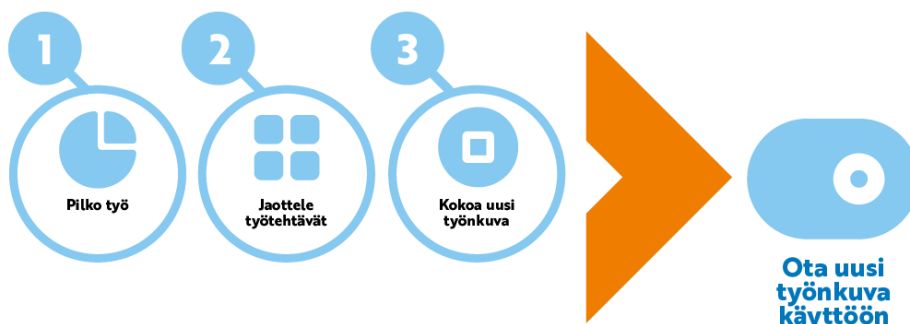 1
2
3
Pilko työ
Jaottele
työtehtävät
Kokoa uusi
työnkuva
Ota uusi
työnkuva
käyttöön